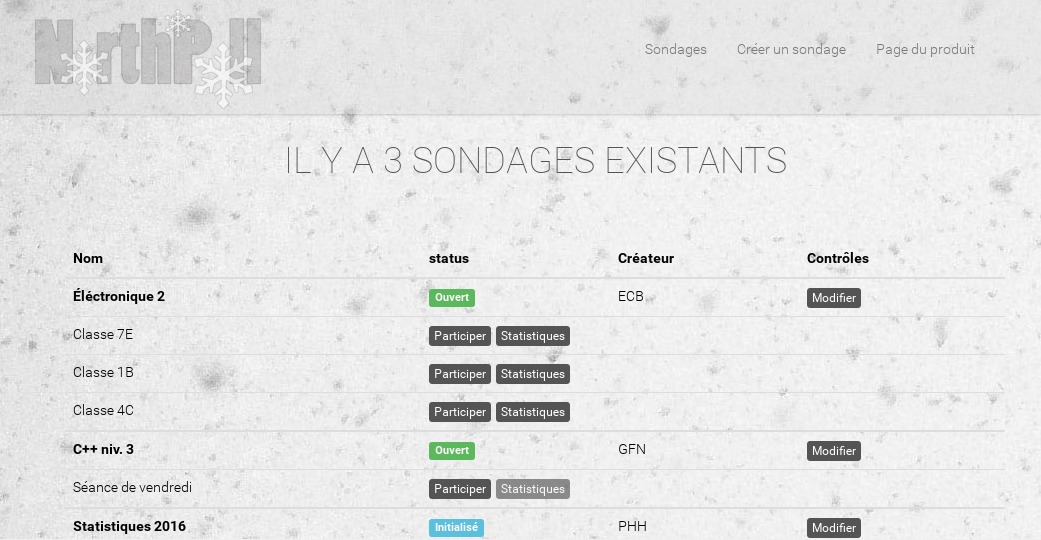 NorthPoll
Sondages Créer un sondage Page du produit
IL Y A 3 SONDAGES EXISTANTS
Nom status Créateur Contrôles
Éléctronique 2 Ouvert ECB Modifier
Classe 7E Participer Statistiques
Classe 1B Participer Statistiques
Classe 4C Participer Statistiques
C++ niv. 3 Ouvert GFN Modifier
Séance de vendredi Participer Statistiques
Statistiques 2016 Initialisé PHH Modifier